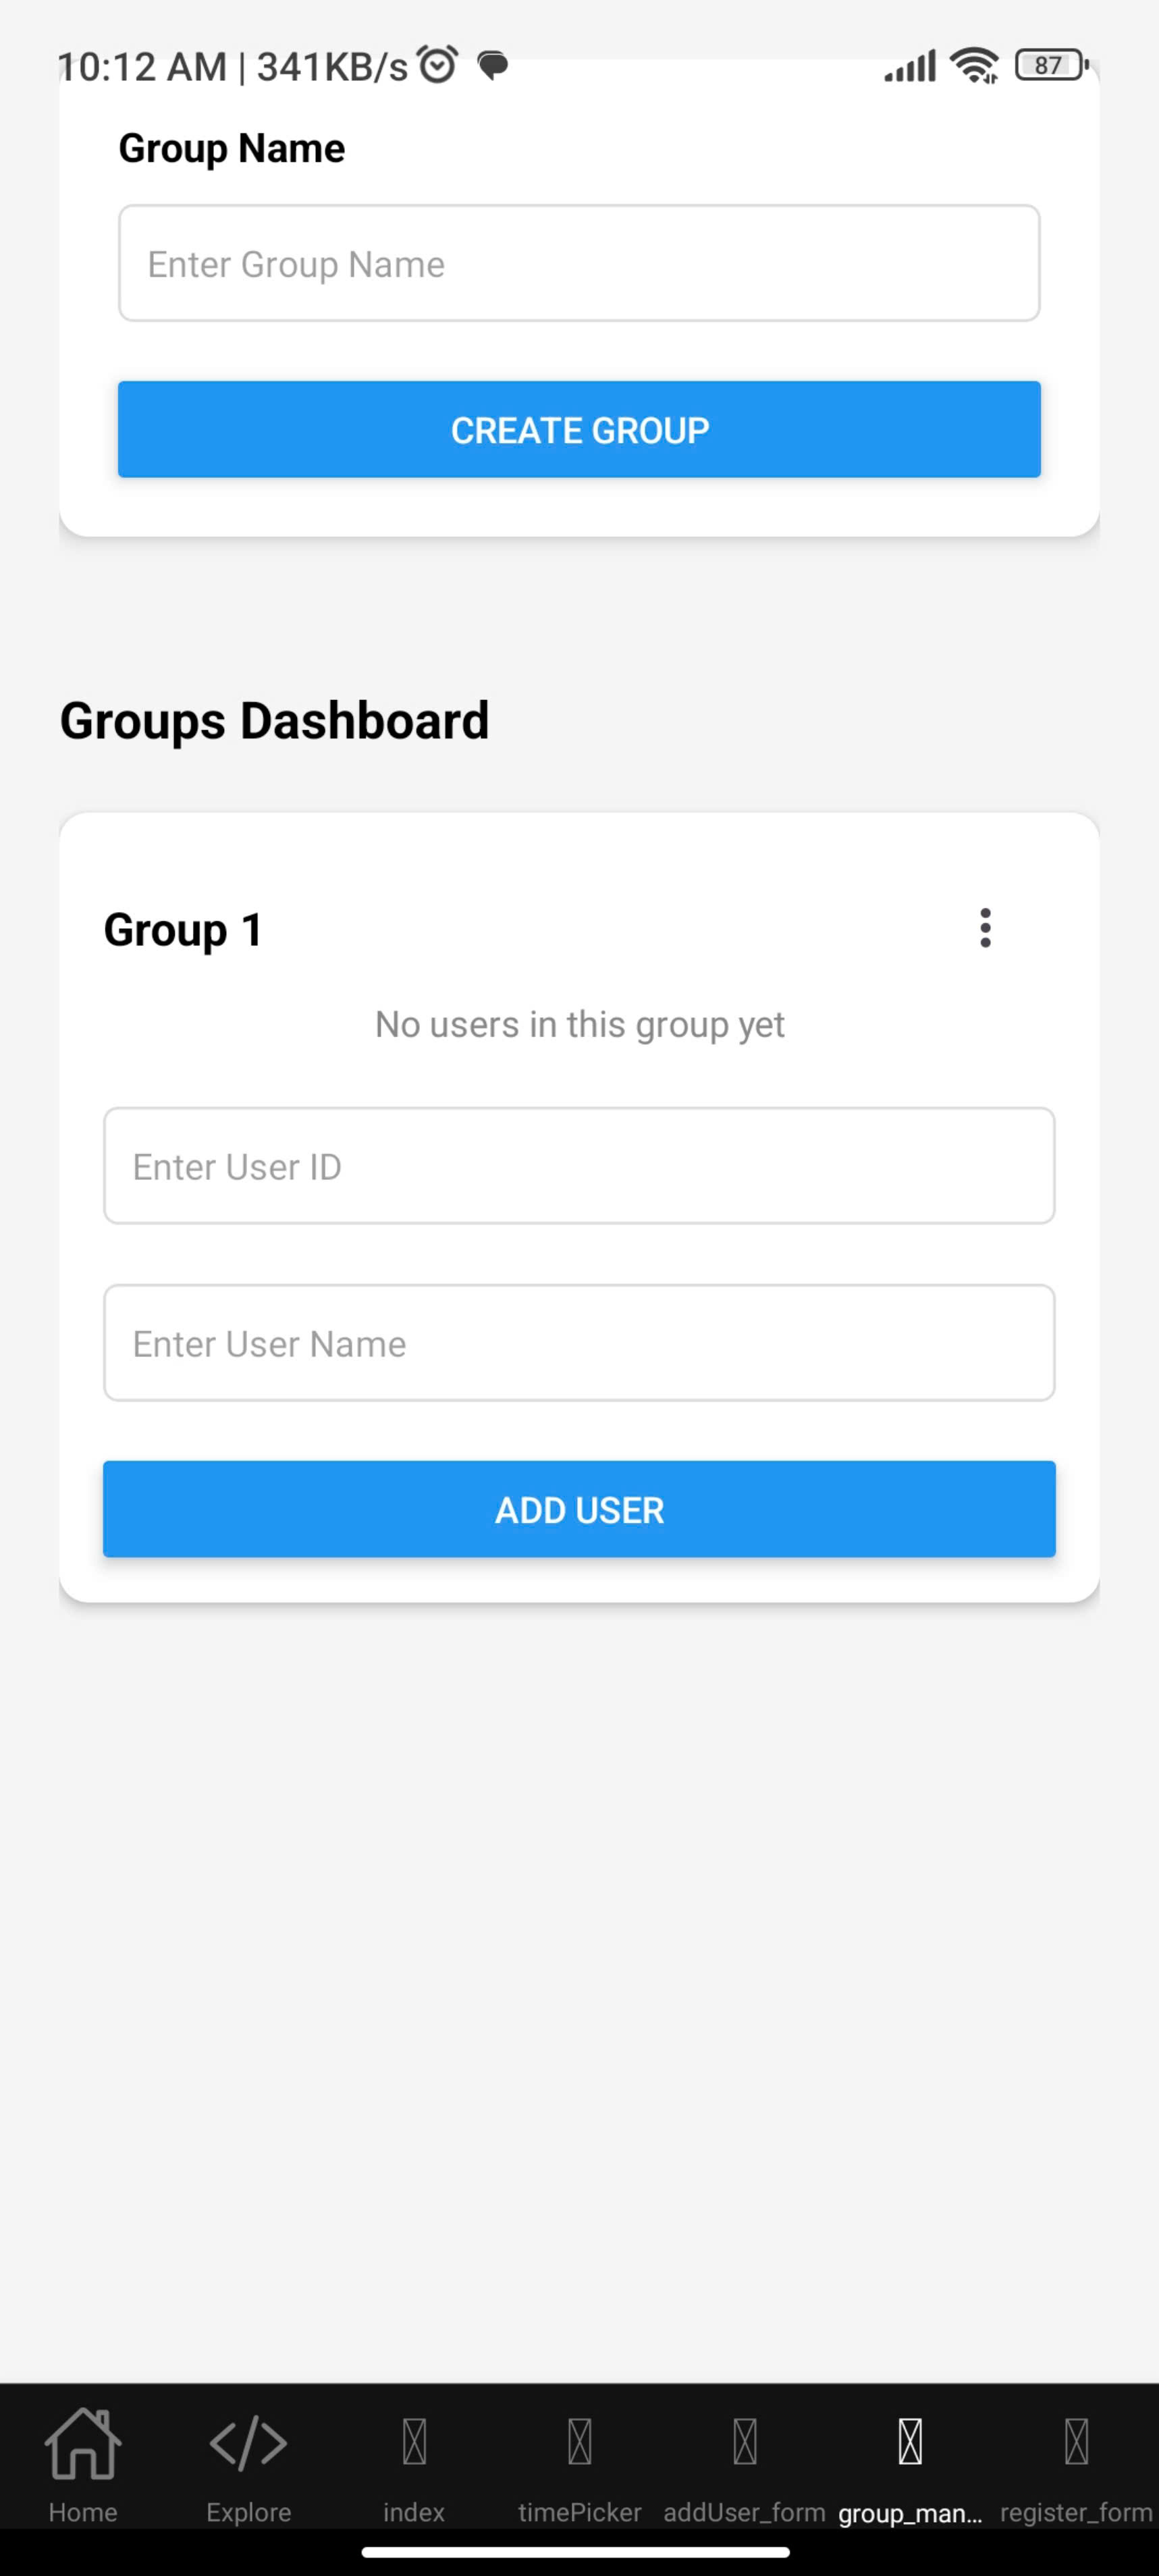 10:12 AM | 341KB/s
87
Group Name
Enter Group Name
CREATE GROUP
Groups Dashboard
Group 1
No users in this group yet
Enter User ID
Enter User Name
ADD USER
Home Explore index timePicker addUser_form group_man... register_form